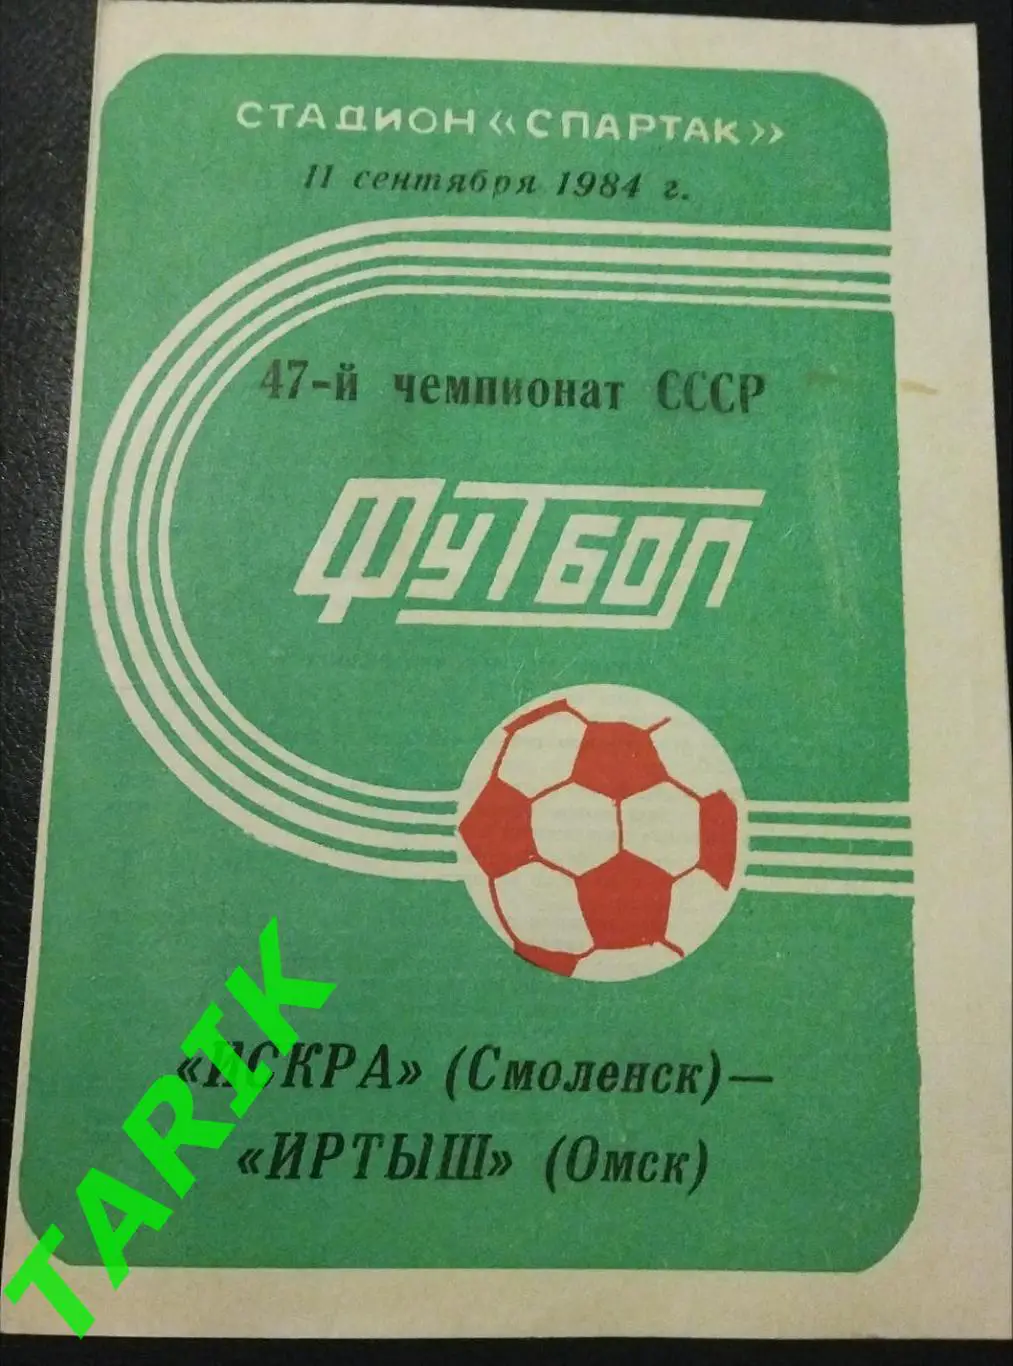 СТАДИОН «СПАРТАК»
11 сентября 1984 г.
47-й чемпионат СССР
ФУТБОЛ
«ИСКРА» (Смоленск) —
«ИРТЫШ» (Омск)
TARIK